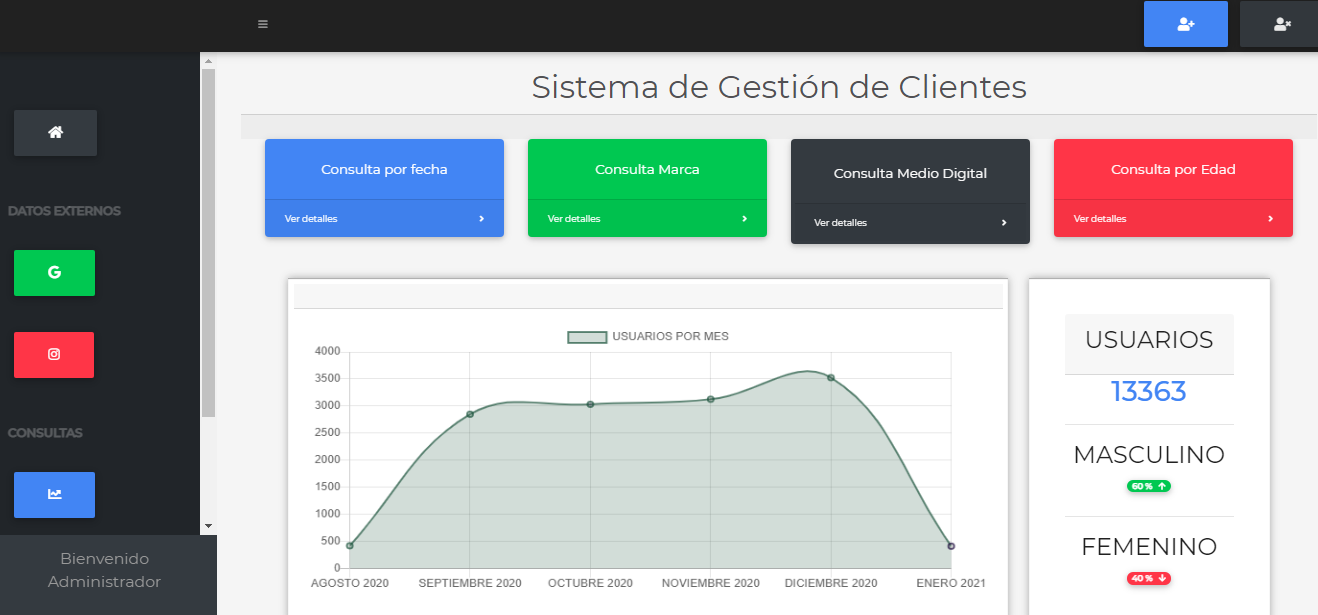 Sistema de Gestión de Clientes
DATOS EXTERNOS
CONSULTAS
Bienvenido
Administrador
Consulta por fecha
Ver detalles
Consulta Marca
Ver detalles
Consulta Medio Digital
Ver detalles
Consulta por Edad
Ver detalles
USUARIOS POR MES
4000
3500
3000
2500
2000
1500
1000
500
0
AGOSTO 2020 SEPTIEMBRE 2020 OCTUBRE 2020 NOVIEMBRE 2020 DICIEMBRE 2020 ENERO 2021
USUARIOS
13363
MASCULINO
60% ↑
FEMENINO
40% ↓